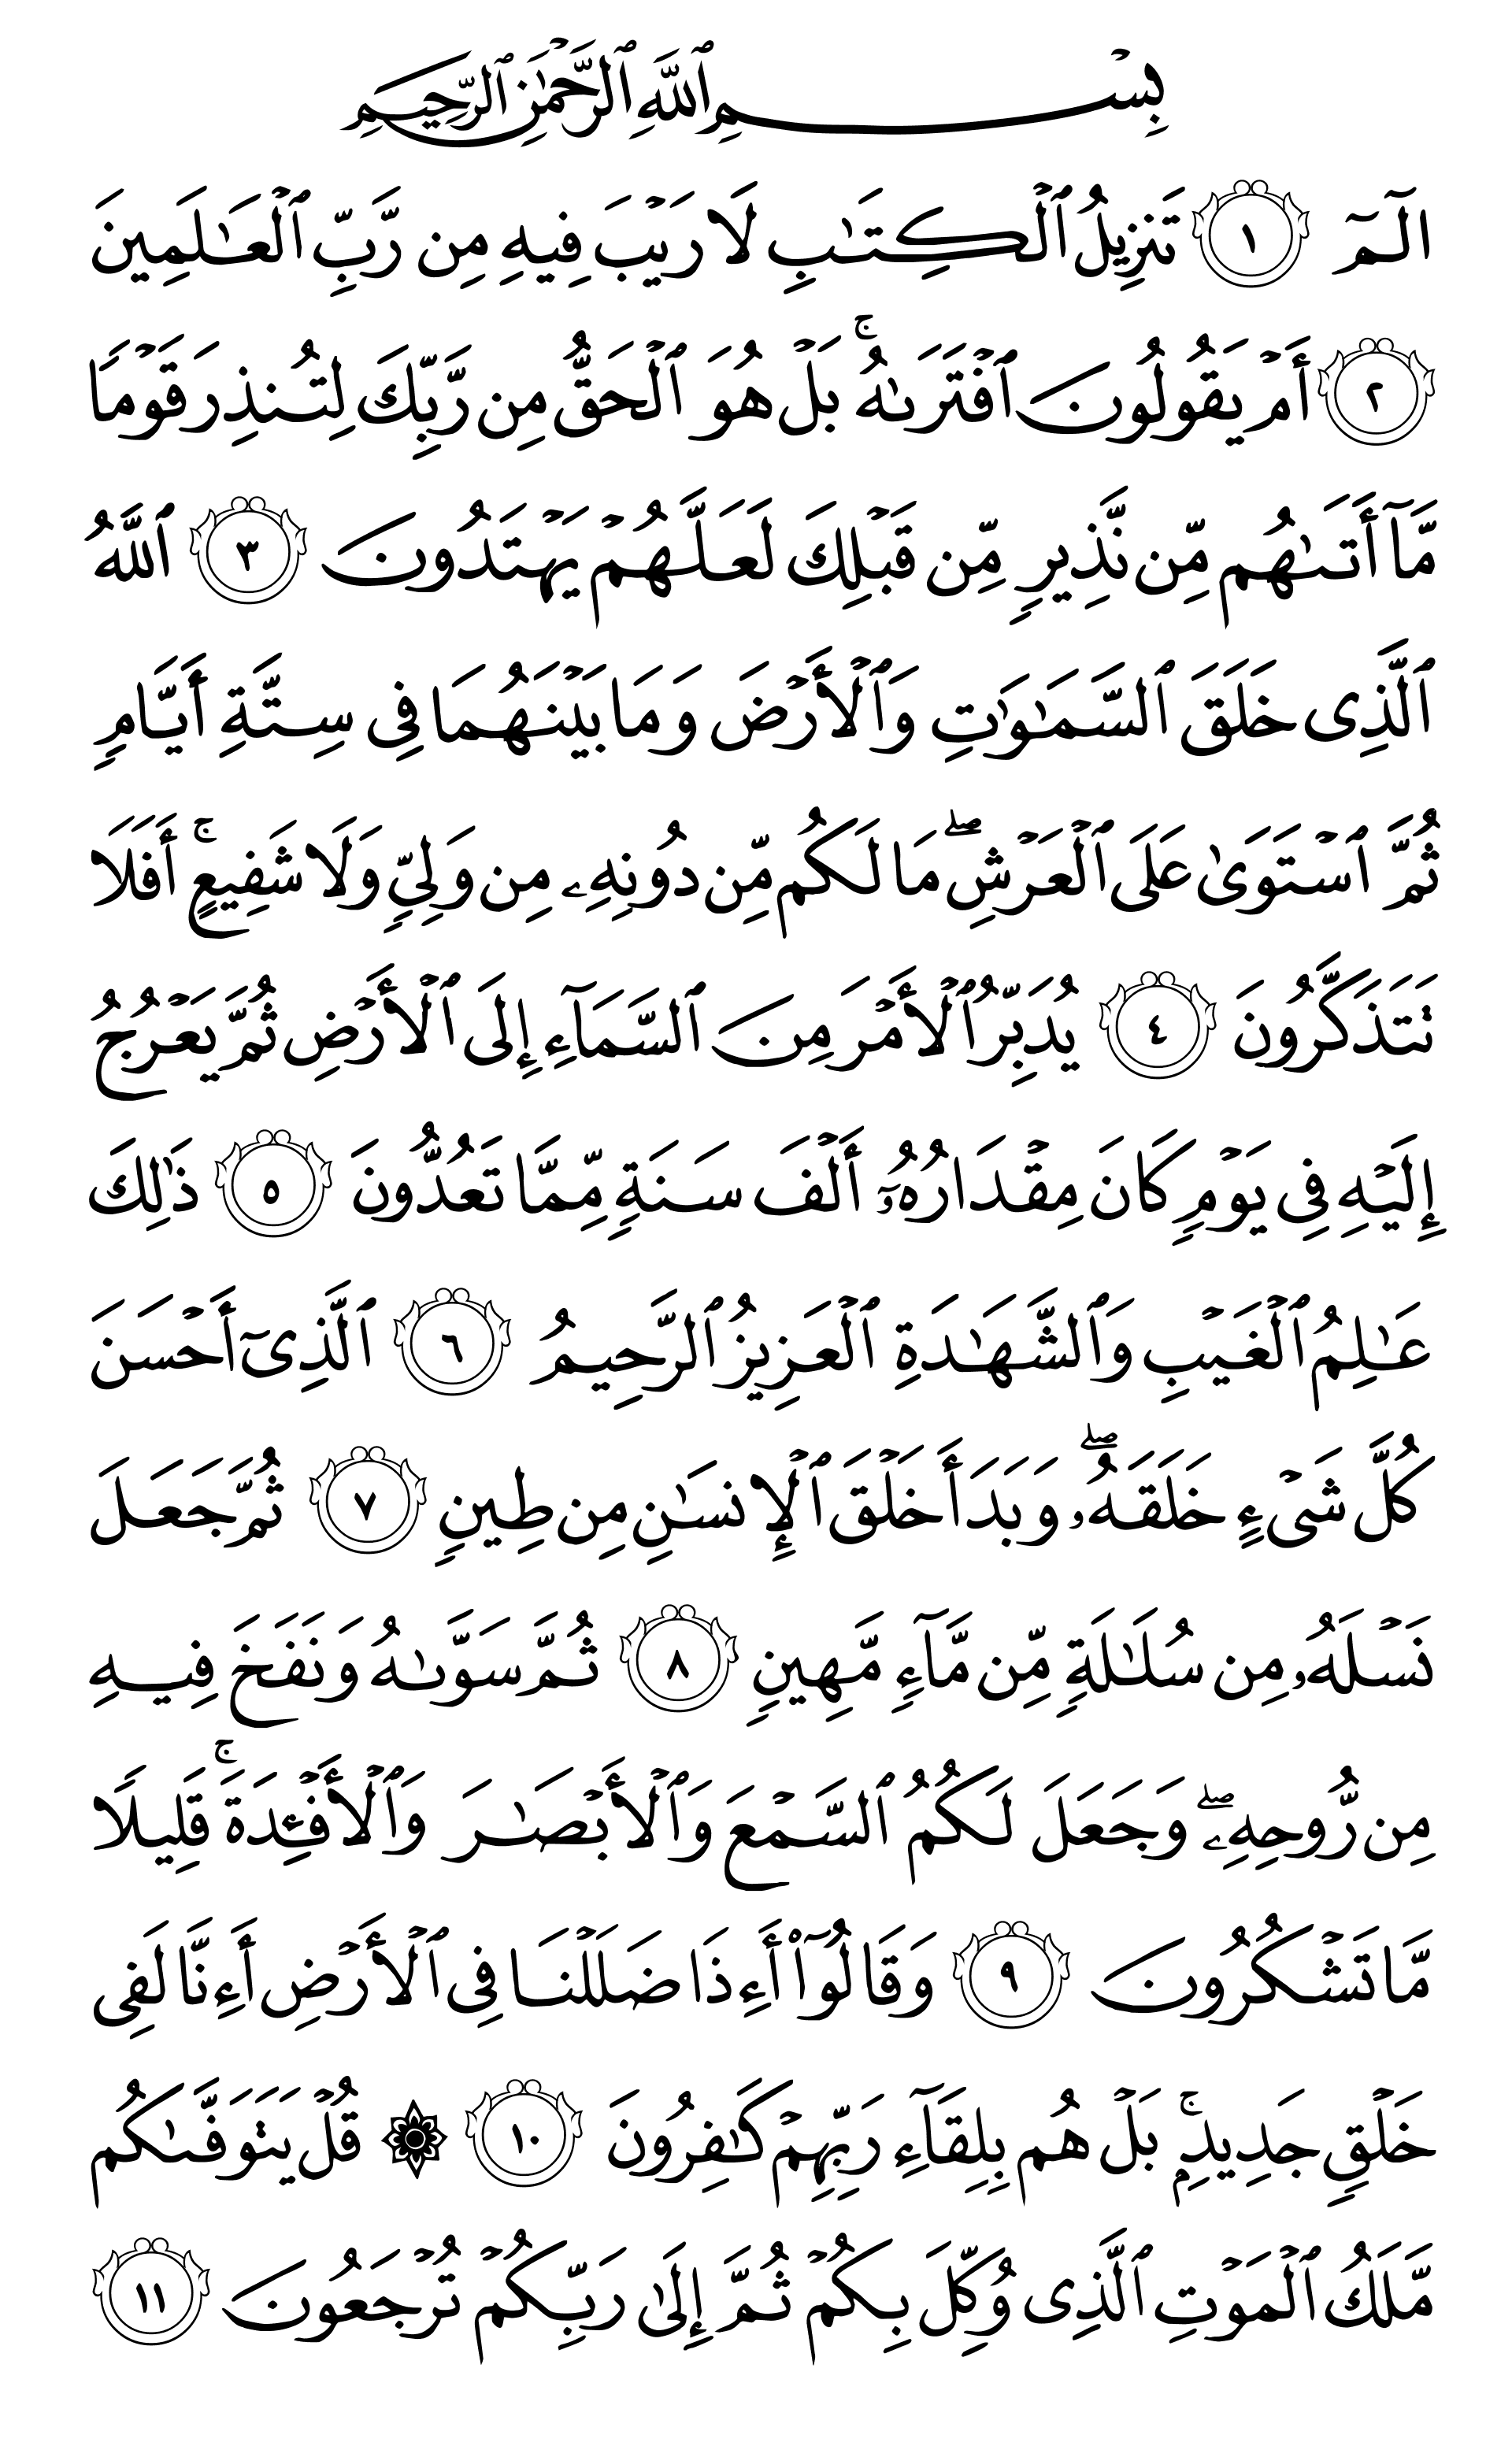 بِسْمِ ٱللَّهِ ٱلرَّحْمَٰنِ ٱلرَّحِيمِ
الٓمٓ ١ تَنزِيلُ ٱلْكِتَٰبِ لَا رَيْبَ فِيهِ مِن رَّبِّ ٱلْعَٰلَمِينَ
٢ أَمْ يَقُولُونَ ٱفْتَرَىٰهُ ۚ بَلْ هُوَ ٱلْحَقُّ مِن رَّبِّكَ لِتُنذِرَ قَوْمًا
مَّآ أَتَىٰهُم مِّن نَّذِيرٍ مِّن قَبْلِكَ لَعَلَّهُمْ يَهْتَدُونَ ٣ ٱللَّهُ
ٱلَّذِى خَلَقَ ٱلسَّمَٰوَٰتِ وَٱلْأَرْضَ وَمَا بَيْنَهُمَا فِى سِتَّةِ أَيَّامٍ
ثُمَّ ٱسْتَوَىٰ عَلَى ٱلْعَرْشِ ۖ مَا لَكُم مِّن دُونِهِۦ مِن وَلِىٍّ وَلَا شَفِيعٍ ۚ أَفَلَا
تَتَذَكَّرُونَ ٤ يُدَبِّرُ ٱلْأَمْرَ مِنَ ٱلسَّمَآءِ إِلَى ٱلْأَرْضِ ثُمَّ يَعْرُجُ
إِلَيْهِ فِى يَوْمٍ كَانَ مِقْدَارُهُۥٓ أَلْفَ سَنَةٍ مِّمَّا تَعُدُّونَ ٥ ذَٰلِكَ
عَٰلِمُ ٱلْغَيْبِ وَٱلشَّهَٰدَةِ ٱلْعَزِيزُ ٱلرَّحِيمُ ٦ ٱلَّذِىٓ أَحْسَنَ
كُلَّ شَىْءٍ خَلَقَهُۥ ۖ وَبَدَأَ خَلْقَ ٱلْإِنسَٰنِ مِن طِينٍ ٧ ثُمَّ جَعَلَ
نَسْلَهُۥ مِن سُلَٰلَةٍ مِّن مَّآءٍ مَّهِينٍ ٨ ثُمَّ سَوَّىٰهُ وَنَفَخَ فِيهِ
مِن رُّوحِهِۦ ۖ وَجَعَلَ لَكُمُ ٱلسَّمْعَ وَٱلْأَبْصَٰرَ وَٱلْأَفْـِٔدَةَ ۚ قَلِيلًا
مَّا تَشْكُرُونَ ٩ وَقَالُوٓا۟ أَءِذَا ضَلَلْنَا فِى ٱلْأَرْضِ أَءِنَّا لَفِى
خَلْقٍ جَدِيدٍۭ ۚ بَلْ هُم بِلِقَآءِ رَبِّهِمْ كَٰفِرُونَ ١٠ ۞ قُلْ يَتَوَفَّىٰكُم
مَّلَكُ ٱلْمَوْتِ ٱلَّذِى وُكِّلَ بِكُمْ ثُمَّ إِلَىٰ رَبِّكُمْ تُرْجَعُونَ ١١